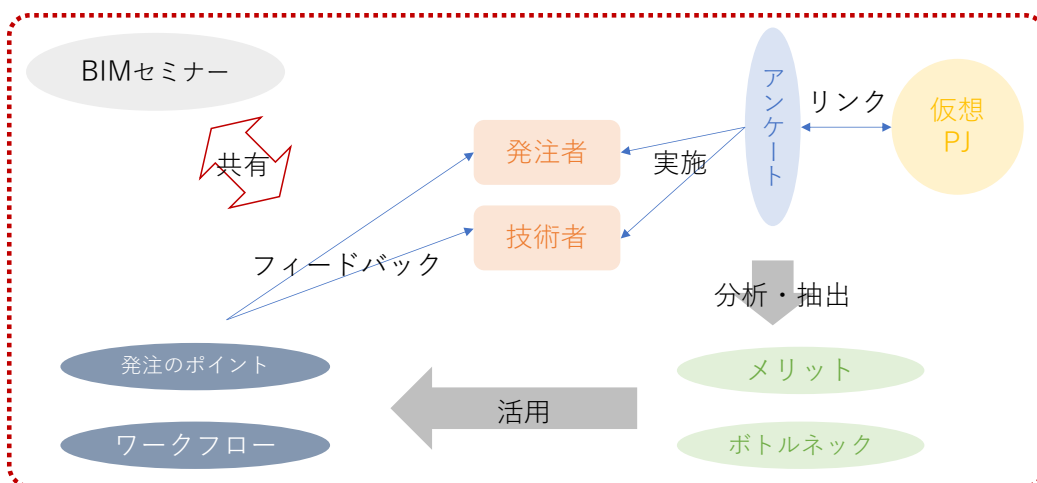 BIMセミナー
共有
発注者
技術者
実施
アンケート
リンク
仮想
PJ
フィードバック
分析・抽出
発注のポイント
ワークフロー
活用
メリット
ボトルネック